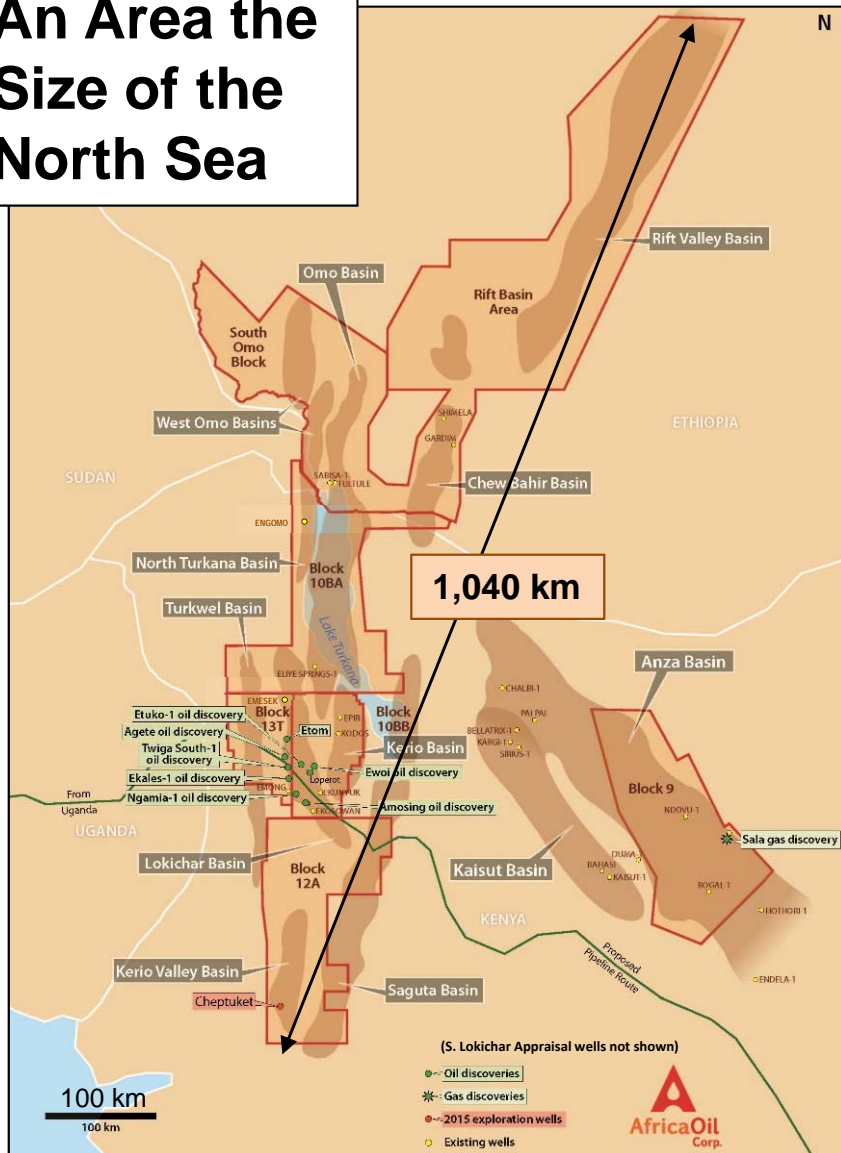 An Area the
Size of the
North Sea
N
Rift Valley Basin
Omo Basin
Rift Basin
Area
South
Omo
Block
West Omo Basins
SHIMELA
GARDIM
ETHIOPIA
SUDAN
SABISA-1
TULTULE
Chew Bahir Basin
ENGOMO
North Turkana Basin
Block
10BA
1,040 km
Turkwel Basin
Lake Turkana
Anza Basin
ELIYE SPRINGS-1
CHALBI-1
EMESEK
Etuko-1 oil discovery
Block
13T
EPIR
Block
10BB
PAI PAI
Agete oil discovery
Etom
KODOS
BELLATRIX-1
KARGI-1
SIRIUS-1
Twiga South-1
oil discovery
Kerio Basin
Ewoi oil discovery
Ekales-1 oil discovery
Loperot
Block 9
EMONG
LIKUNYUK
Ngamia-1 oil discovery
Amosing oil discovery
EKOSOWAN
NDOVU-1
From
Uganda
UGANDA
Sala gas discovery
Lokichar Basin
Block
12A
Kaisut Basin
DUMA-1
BAHASI
KAISUT-1
BOGAL-1
HOTHORI-1
KENYA
Proposed
Pipeline Route
Kerio Valley Basin
Saguta Basin
ENDELA-1
Cheptuket
(S. Lokichar Appraisal wells not shown)
Oil discoveries
Gas discoveries
2015 exploration wells
Existing wells
100 km
100 km
AfricaOil
Corp.